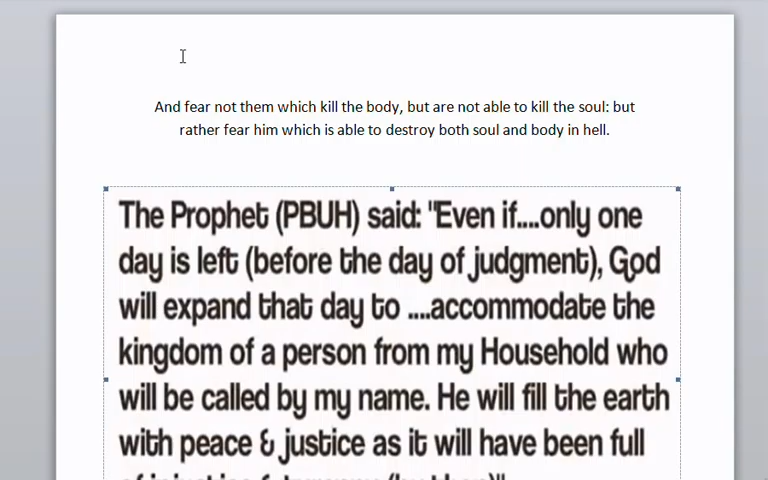 And fear not them which kill the body, but are not able to kill the soul: but
rather fear him which is able to destroy both soul and body in hell.
The Prophet (PBUH) said: "Even if....only one
day is left (before the day of judgment), God
will expand that day to ....accommodate the
kingdom of a person from my Household who
will be called by my name. He will fill the earth
with peace & justice as it will have been full